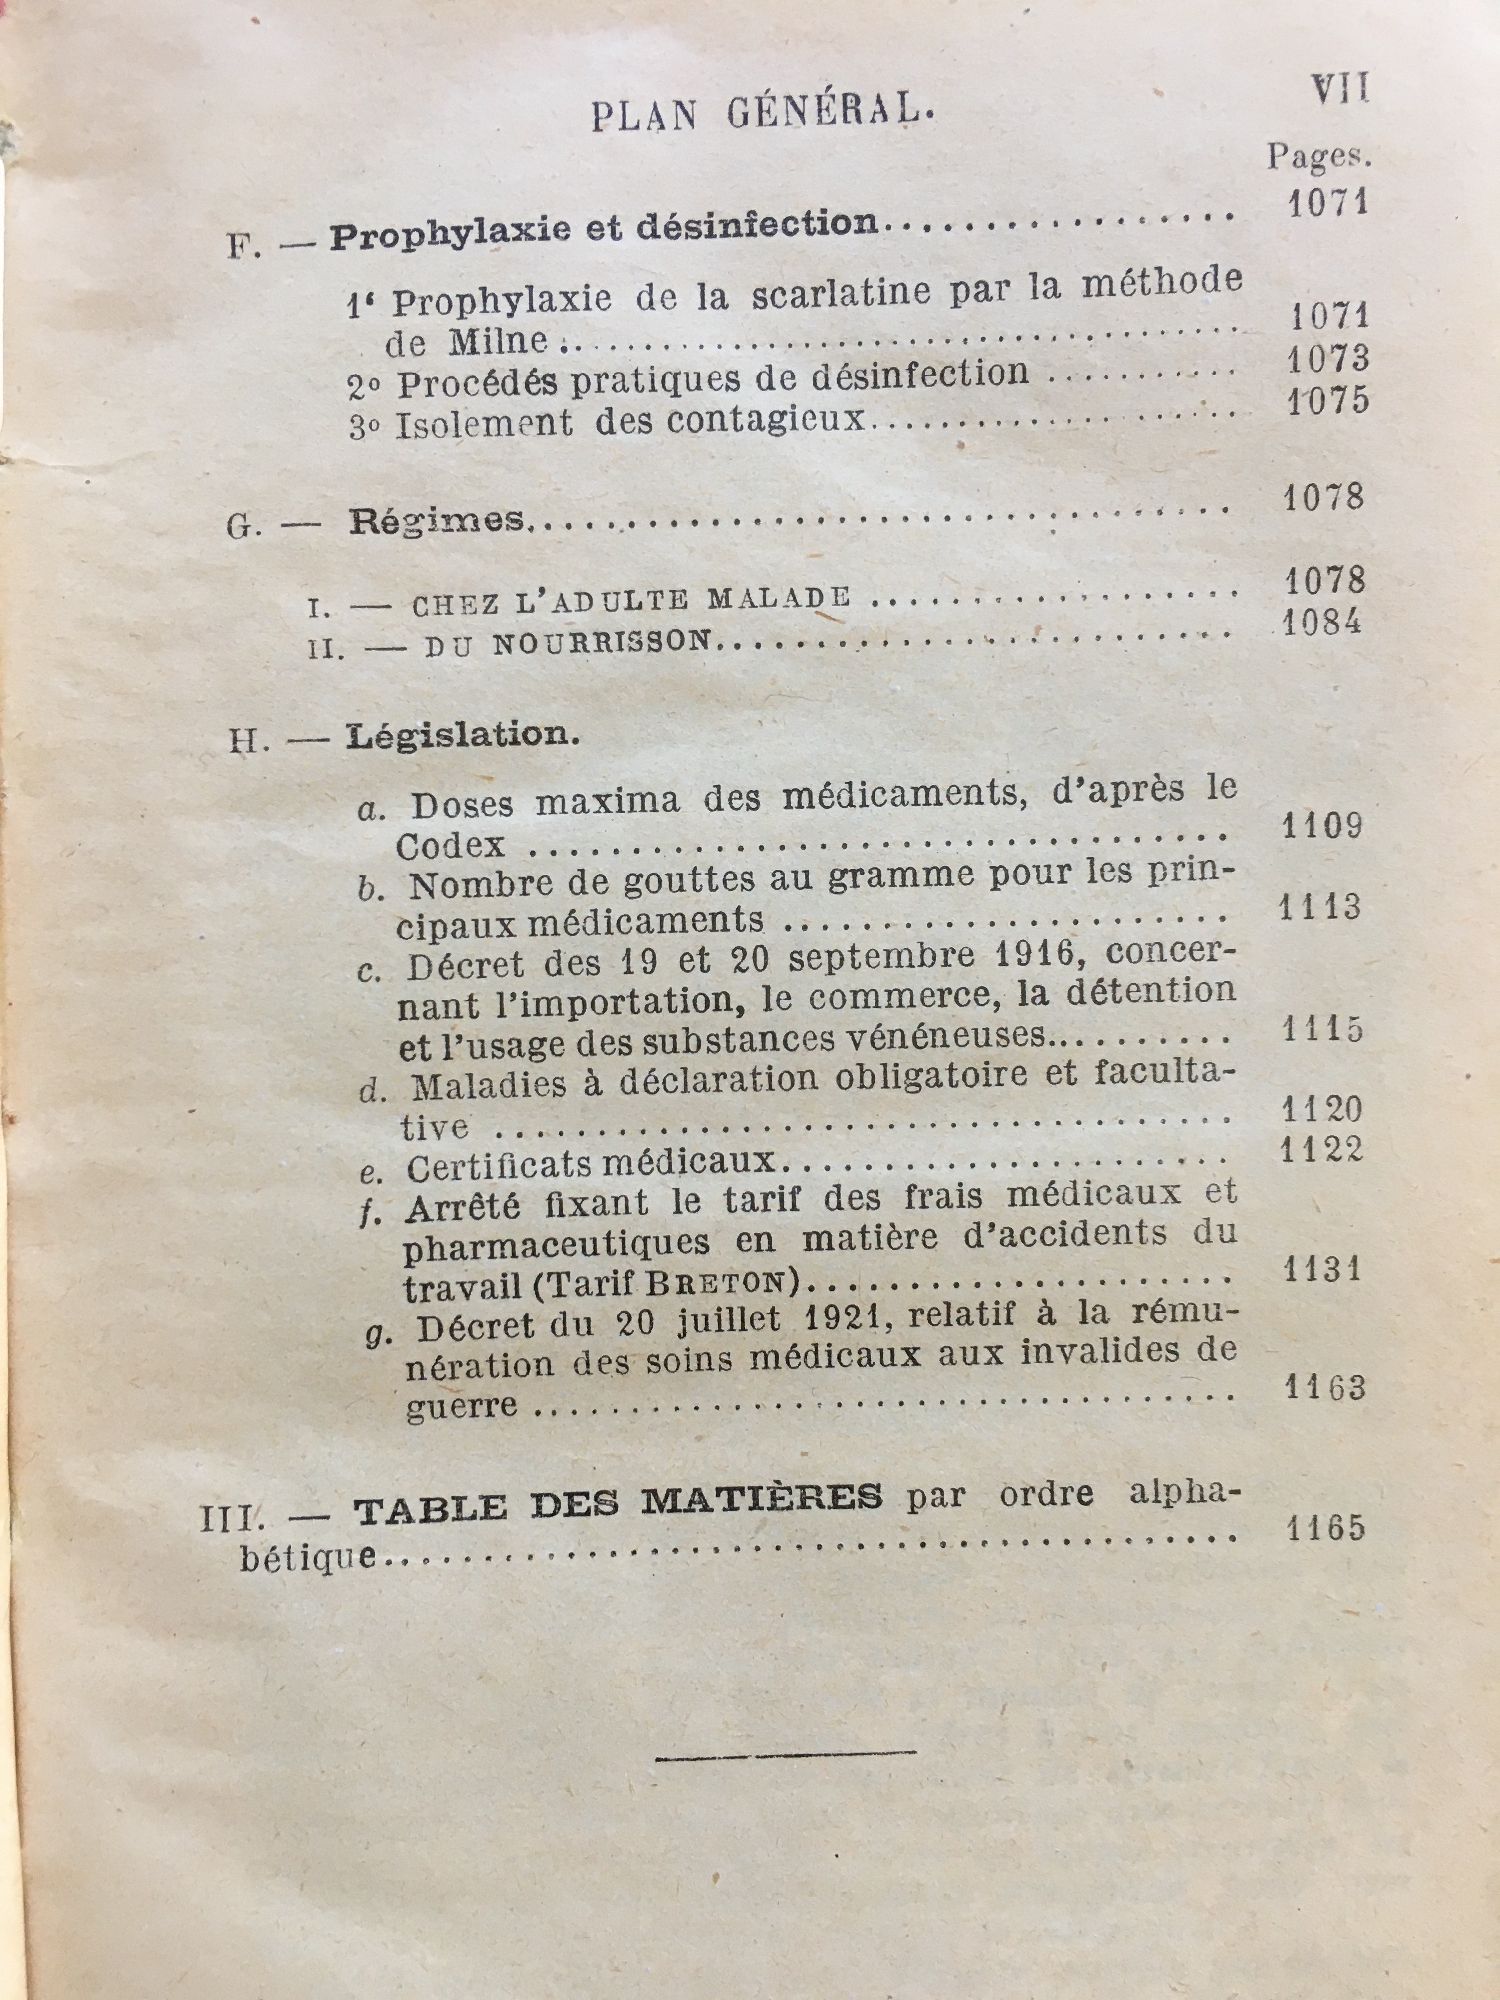 PLAN GÉNÉRAL. VII
Pages.
F. — Prophylaxie et désinfection................. 1071
1‘ Prophylaxie de la scarlatine par la méthode
de Milne................................... 1071
2º Procédés pratiques de désinfection ........... 1073
3º Isolement des contagieux.................... 1075
G. — Régimes................................... 1078
I. — CHEZ L'ADULTE MALADE ................... 1078
II. — DU NOURRISSON......................... 1084
H. — Législation.
a. Doses maxima des médicaments, d'après le
Codex ................................... 1109
b. Nombre de gouttes au gramme pour les prin-
cipaux médicaments ...................... 1113
c. Décret des 19 et 20 septembre 1916, concer-
nant l'importation, le commerce, la détention
et l'usage des substances vénéneuses.......... 1115
d. Maladies à déclaration obligatoire et faculta-
tive ..................................... 1120
e. Certificats médicaux...................... 1122
f. Arrêté fixant le tarif des frais médicaux et
pharmaceutiques en matière d'accidents du
travail (Tarif BRETON)..................... 1131
g. Décret du 20 juillet 1921, relatif à la rému-
nération des soins médicaux aux invalides de
guerre ................................... 1163
III. — TABLE DES MATIÈRES par ordre alpha-
bétique........................................... 1165